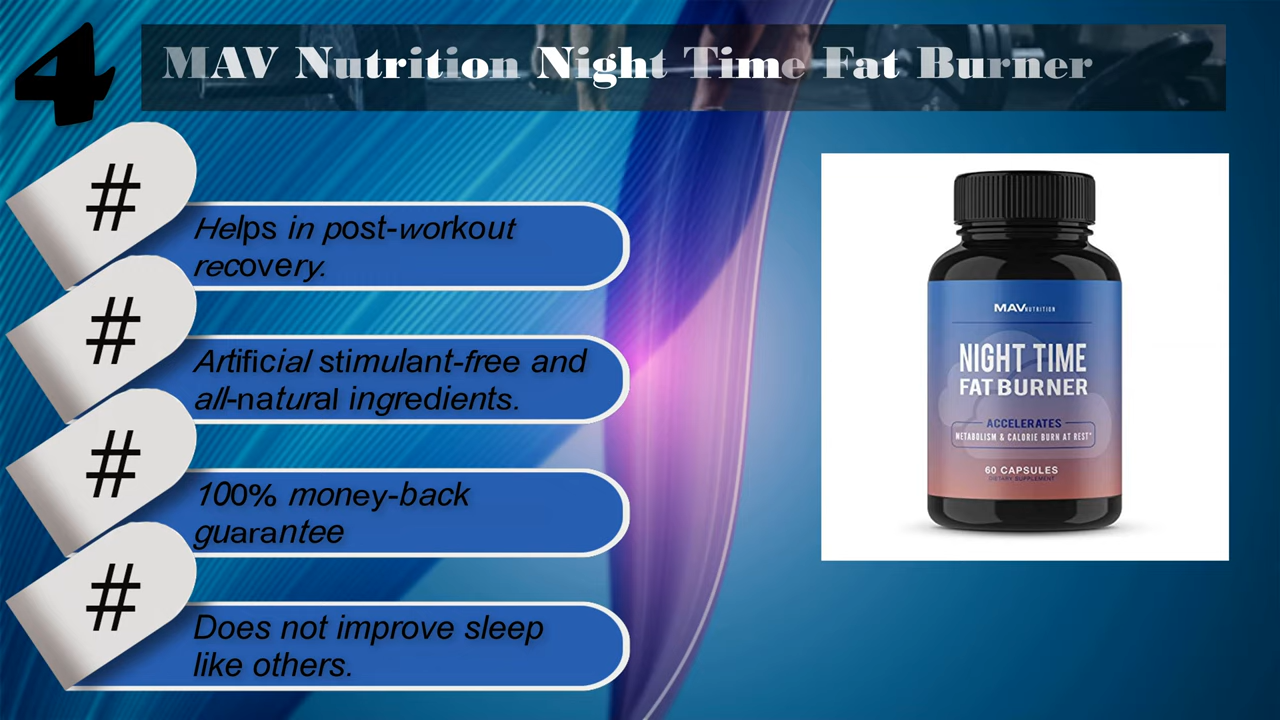 4
MAV Nutrition Night Time Fat Burner
#
Helps in post-workout
recovery.
#
Artificial stimulant-free and
all-natural ingredients.
#
100% money-back
guarantee
#
Does not improve sleep
like others.
MAV NUTRITION
NIGHT TIME
FAT BURNER
ACCELERATES
METABOLISM & CALORIE BURN AT REST*
60 CAPSULES
DIETARY SUPPLEMENT